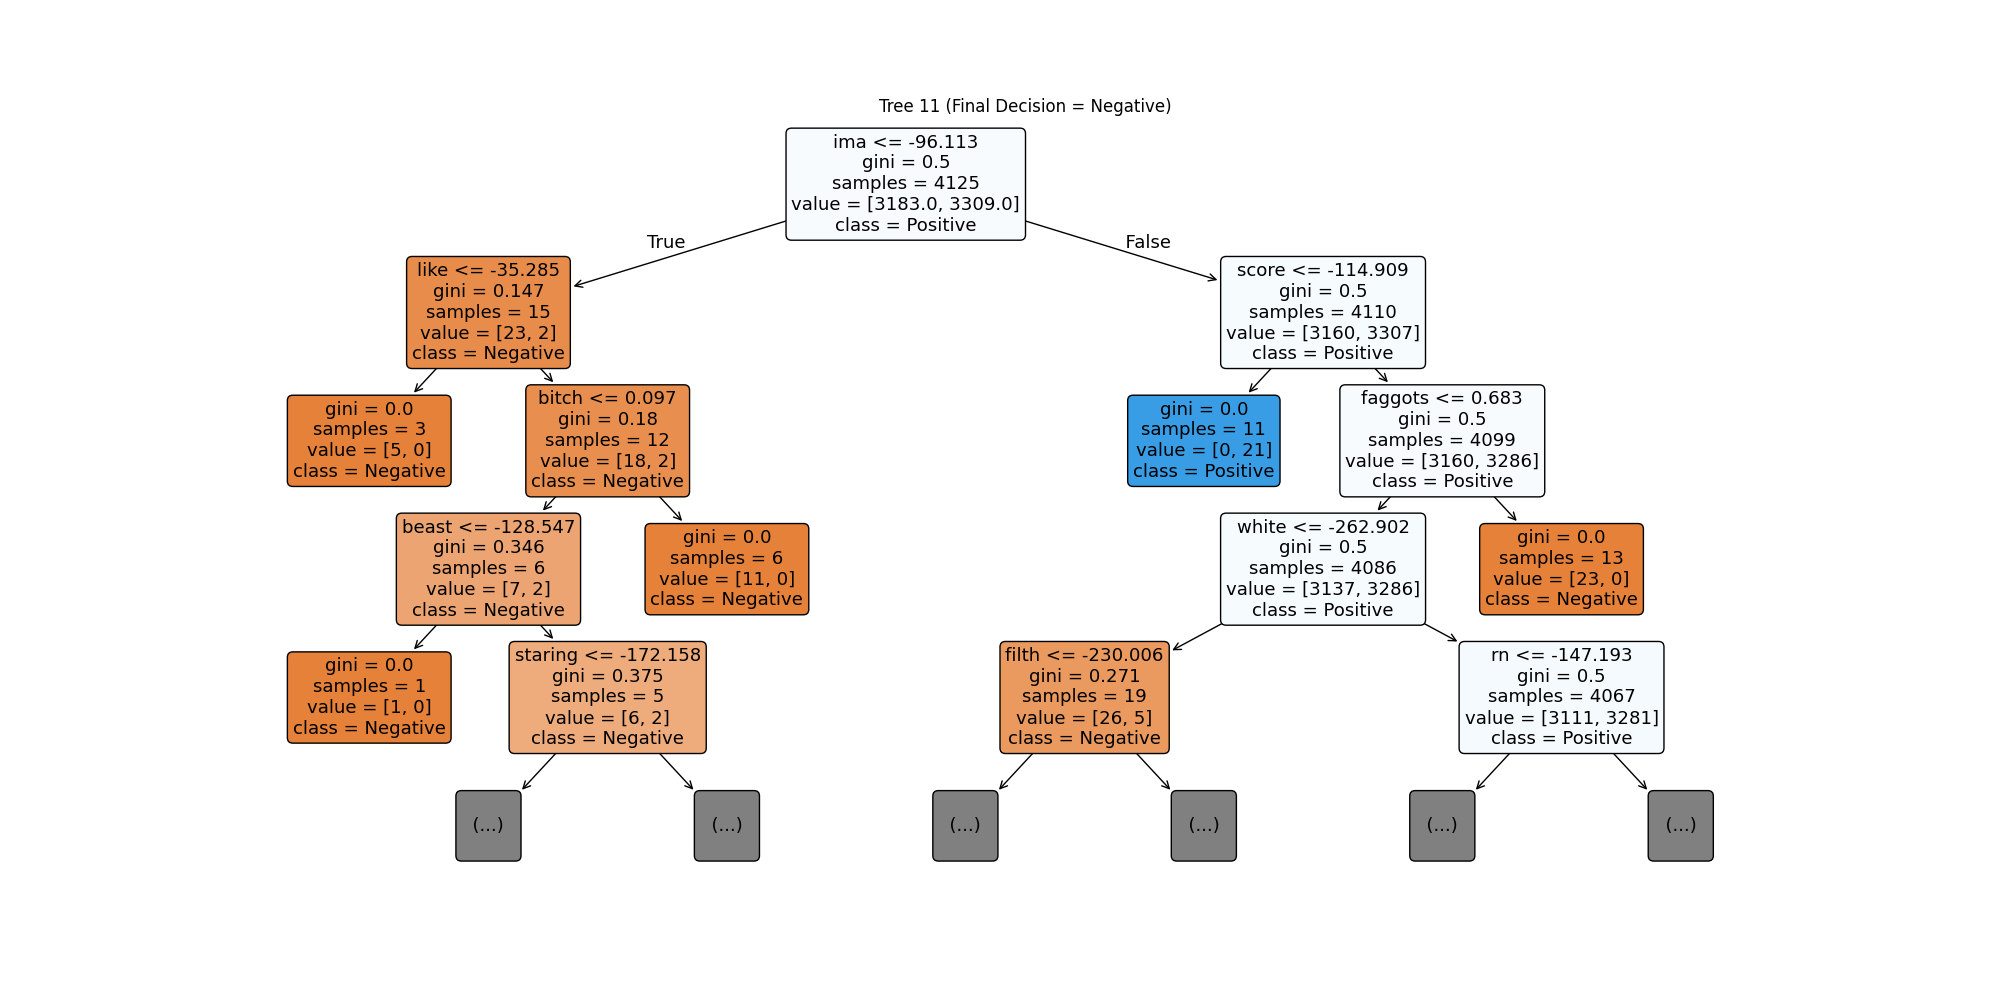 Tree 11 (Final Decision = Negative)
ima <= -96.113
gini = 0.5
samples = 4125
value = [3183.0, 3309.0]
class = Positive
True
False
like <= -35.285
gini = 0.147
samples = 15
value = [23, 2]
class = Negative
score <= -114.909
gini = 0.5
samples = 4110
value = [3160, 3307]
class = Positive
gini = 0.0
samples = 3
value = [5, 0]
class = Negative
bitch <= 0.097
gini = 0.18
samples = 12
value = [18, 2]
class = Negative
gini = 0.0
samples = 11
value = [0, 21]
class = Positive
faggots <= 0.683
gini = 0.5
samples = 4099
value = [3160, 3286]
class = Positive
beast <= -128.547
gini = 0.346
samples = 6
value = [7, 2]
class = Negative
gini = 0.0
samples = 6
value = [11, 0]
class = Negative
white <= -262.902
gini = 0.5
samples = 4086
value = [3137, 3286]
class = Positive
gini = 0.0
samples = 13
value = [23, 0]
class = Negative
gini = 0.0
samples = 1
value = [1, 0]
class = Negative
staring <= -172.158
gini = 0.375
samples = 5
value = [6, 2]
class = Negative
filth <= -230.006
gini = 0.271
samples = 19
value = [26, 5]
class = Negative
rn <= -147.193
gini = 0.5
samples = 4067
value = [3111, 3281]
class = Positive
(...)
(...)
(...)
(...)
(...)
(...)